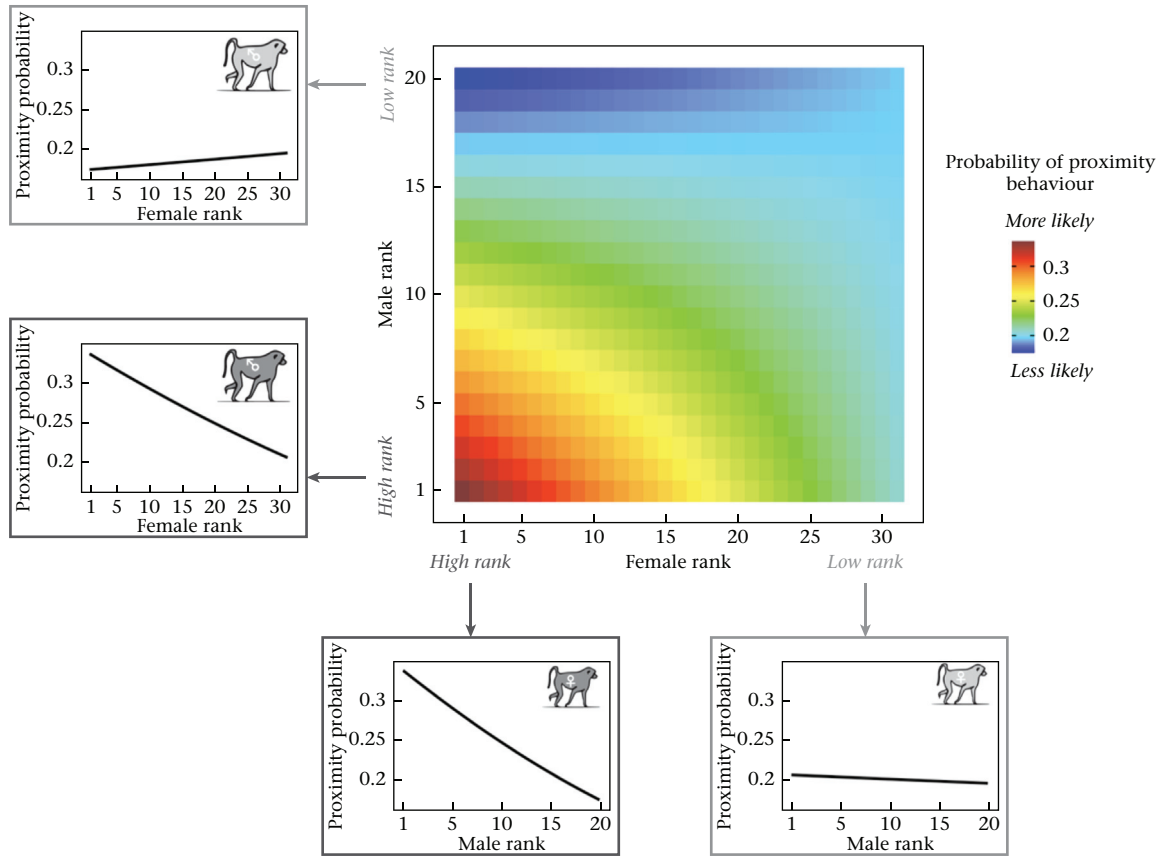 Proximity probability
0.3
0.25
0.2
1 5 10 15 20 25 30
Female rank
Low rank
20
15
10
5
1
Male rank
High rank
1 5 10 15 20 25 30
High rank Female rank Low rank
Probability of proximity
behaviour
More likely
0.3
0.25
0.2
Less likely
Proximity probability
0.3
0.25
0.2
1 5 10 15 20 25 30
Female rank
Proximity probability
0.3
0.25
0.2
1 5 10 15 20
Male rank
Proximity probability
0.3
0.25
0.2
1 5 10 15 20
Male rank